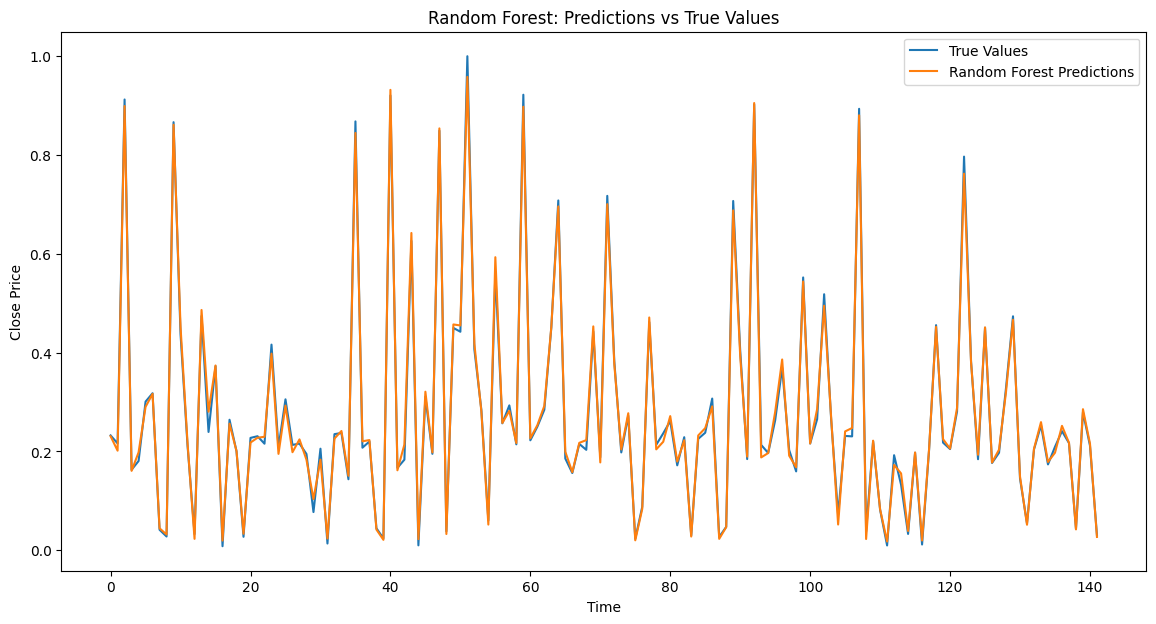 Random Forest: Predictions vs True Values
True Values
Random Forest Predictions
Close Price
1.0
0.8
0.6
0.4
0.2
0.0
0
20
40
60
80
100
120
140
Time